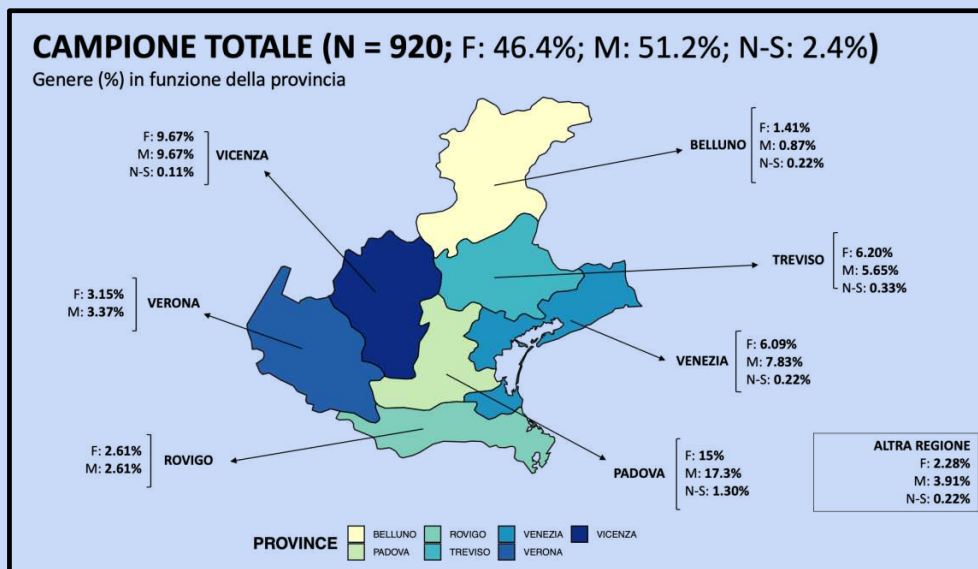 CAMPIONE TOTALE (N = 920; F: 46.4%; M: 51.2%; N-S: 2.4%)
Genere (%) in funzione della provincia
F: 9.67%
M: 9.67%
N-S: 0.11%
VICENZA
BELLUNO
F: 1.41%
M: 0.87%
N-S: 0.22%
F: 3.15%
M: 3.37%
VERONA
TREVISO
F: 6.20%
M: 5.65%
N-S: 0.33%
VENEZIA
F: 6.09%
M: 7.83%
N-S: 0.22%
F: 2.61%
M: 2.61%
ROVIGO
PADOVA
F: 15%
M: 17.3%
N-S: 1.30%
ALTRA REGIONE
F: 2.28%
M: 3.91%
N-S: 0.22%
PROVINCE
BELLUNO
ROVIGO
VENEZIA
VICENZA
PADOVA
TREVISO
VERONA